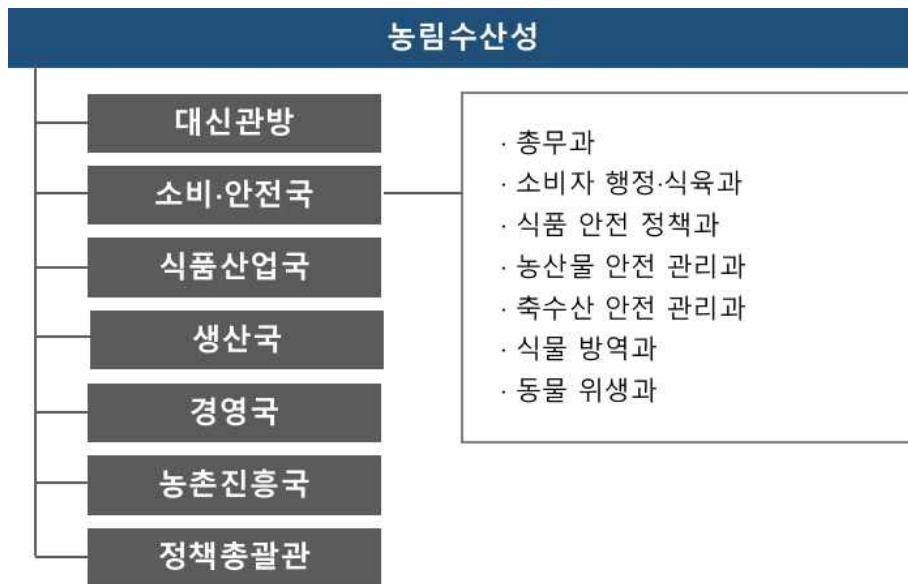 농림수산성
대신관방
소비·안전국
식품산업국
생산국
경영국
농촌진흥국
정책총괄관
· 총무과
· 소비자 행정·식육과
· 식품 안전 정책과
· 농산물 안전 관리과
· 축수산 안전 관리과
· 식물 방역과
· 동물 위생과